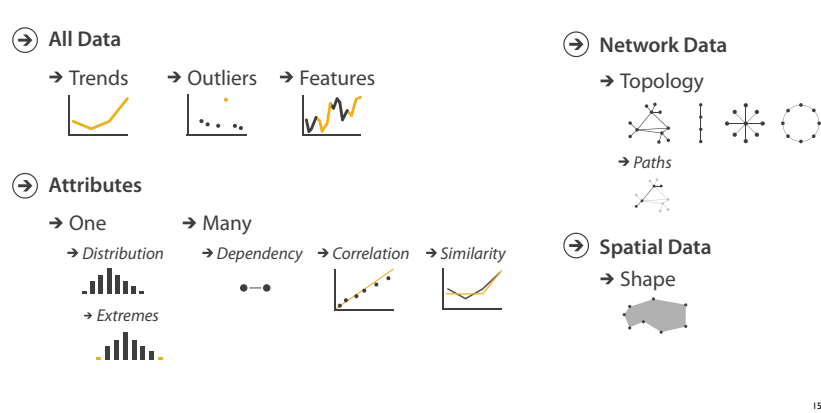 All Data
Trends
Outliers
Features
Attributes
One
Many
Distribution
Dependency
Correlation
Similarity
Extremes
Network Data
Topology
Paths
Spatial Data
Shape
15